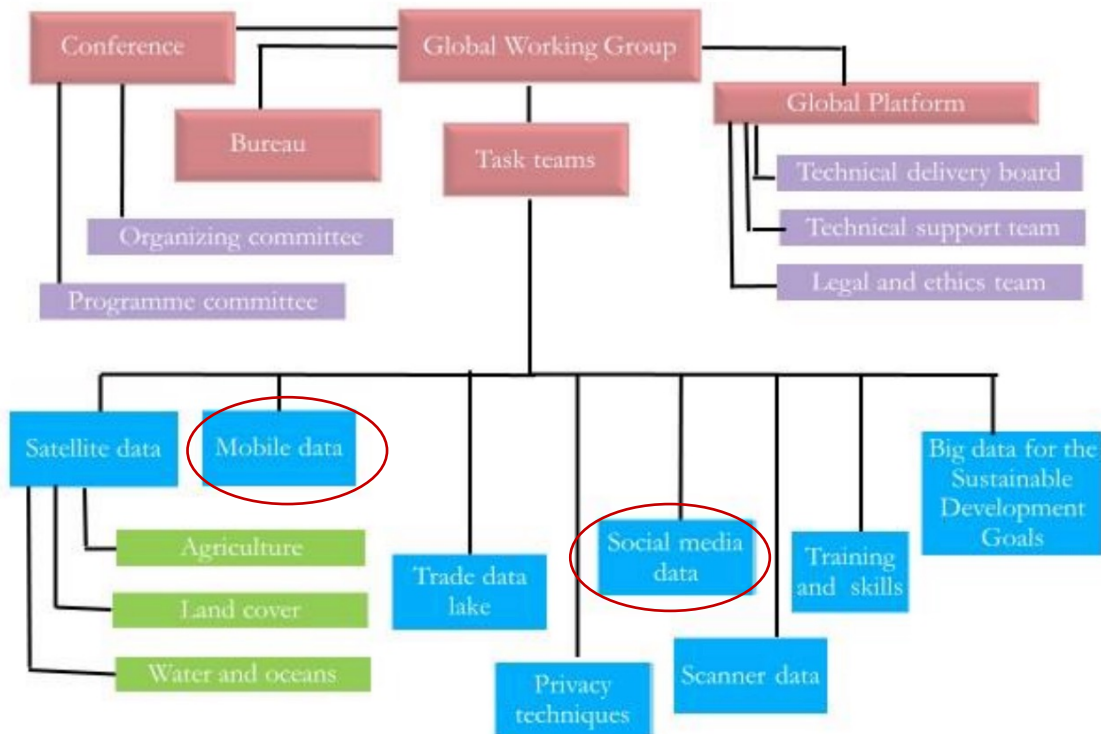 Conference
Global Working Group
Global Platform
Bureau
Task teams
Technical delivery board
Organizing committee
Technical support team
Programme committee
Legal and ethics team
Satellite data
Mobile data
Big data for the
Sustainable
Development
Goals
Agriculture
Land cover
Water and oceans
Trade data
lake
Social media
data
Training
and skills
Privacy
techniques
Scanner data